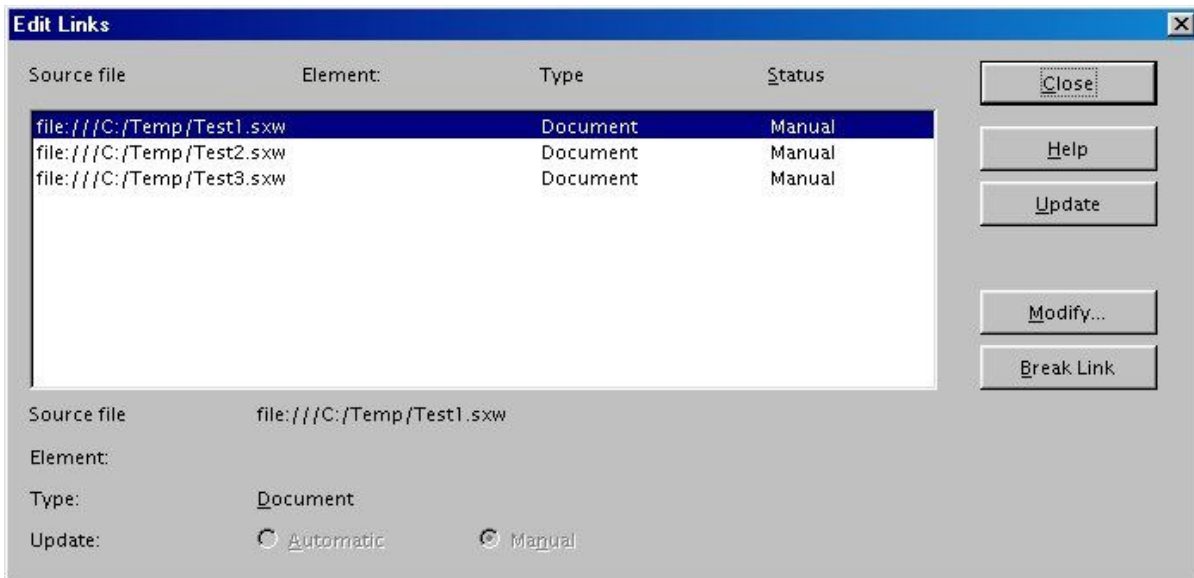 Edit Links
Source file Element: Type Status
Close
file:///C:/Temp/Test1.sxw Document Manual
file:///C:/Temp/Test2.sxw Document Manual
file:///C:/Temp/Test3.sxw Document Manual
Help
Update
Modify...
Break Link
Source file file:///C:/Temp/Test1.sxw
Element:
Type: Document
Update: Automatic Manual